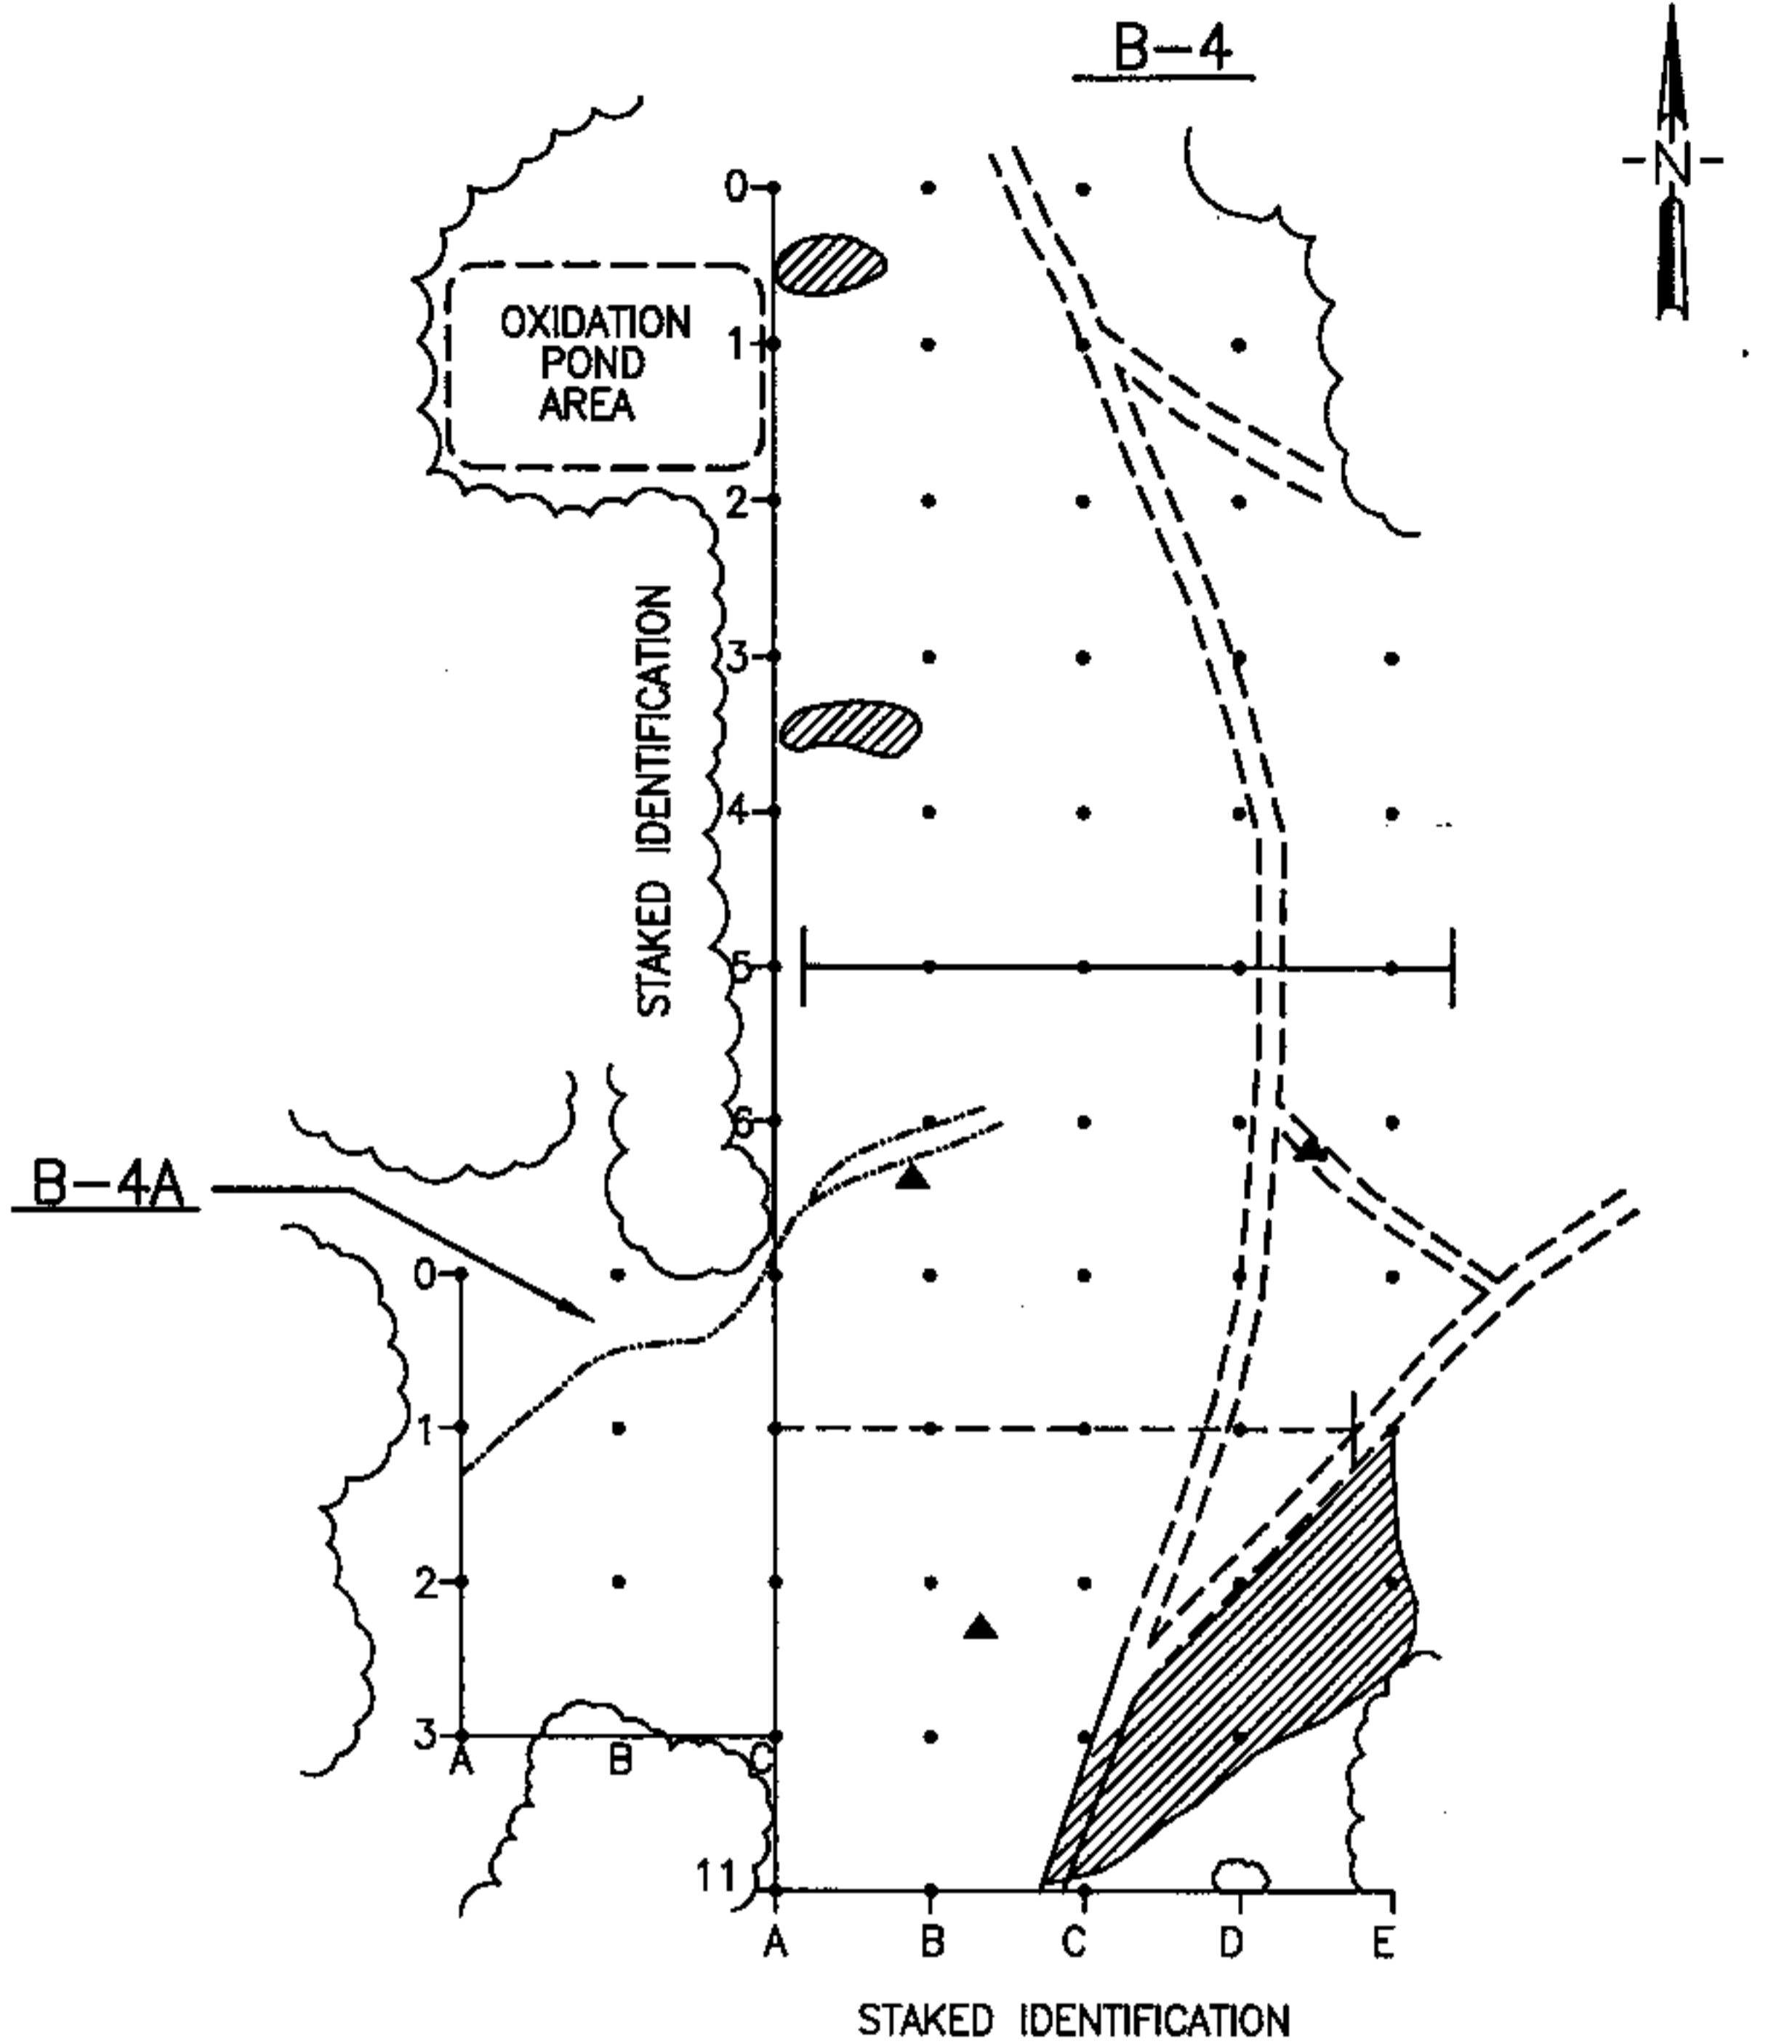 B-4
N
0
OXIDATION
POND
AREA
1
2
STAKED IDENTIFICATION
3
4
5
6
B-4A
0
1
2
3
A B C
11
A B C D E
STAKED IDENTIFICATION